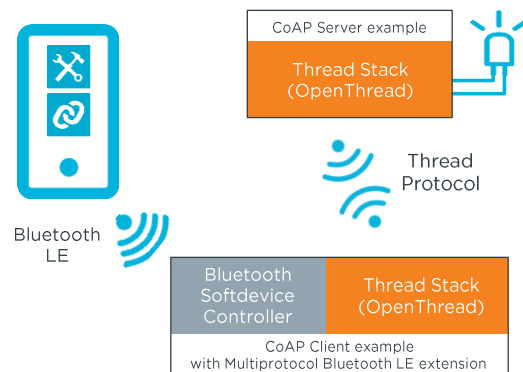 CoAP Server example
Thread Stack
(OpenThread)
Thread
Protocol
Bluetooth
LE
Bluetooth
Softdevice
Controller
Thread Stack
(OpenThread)
CoAP Client example
with Multiprotocol Bluetooth LE extension